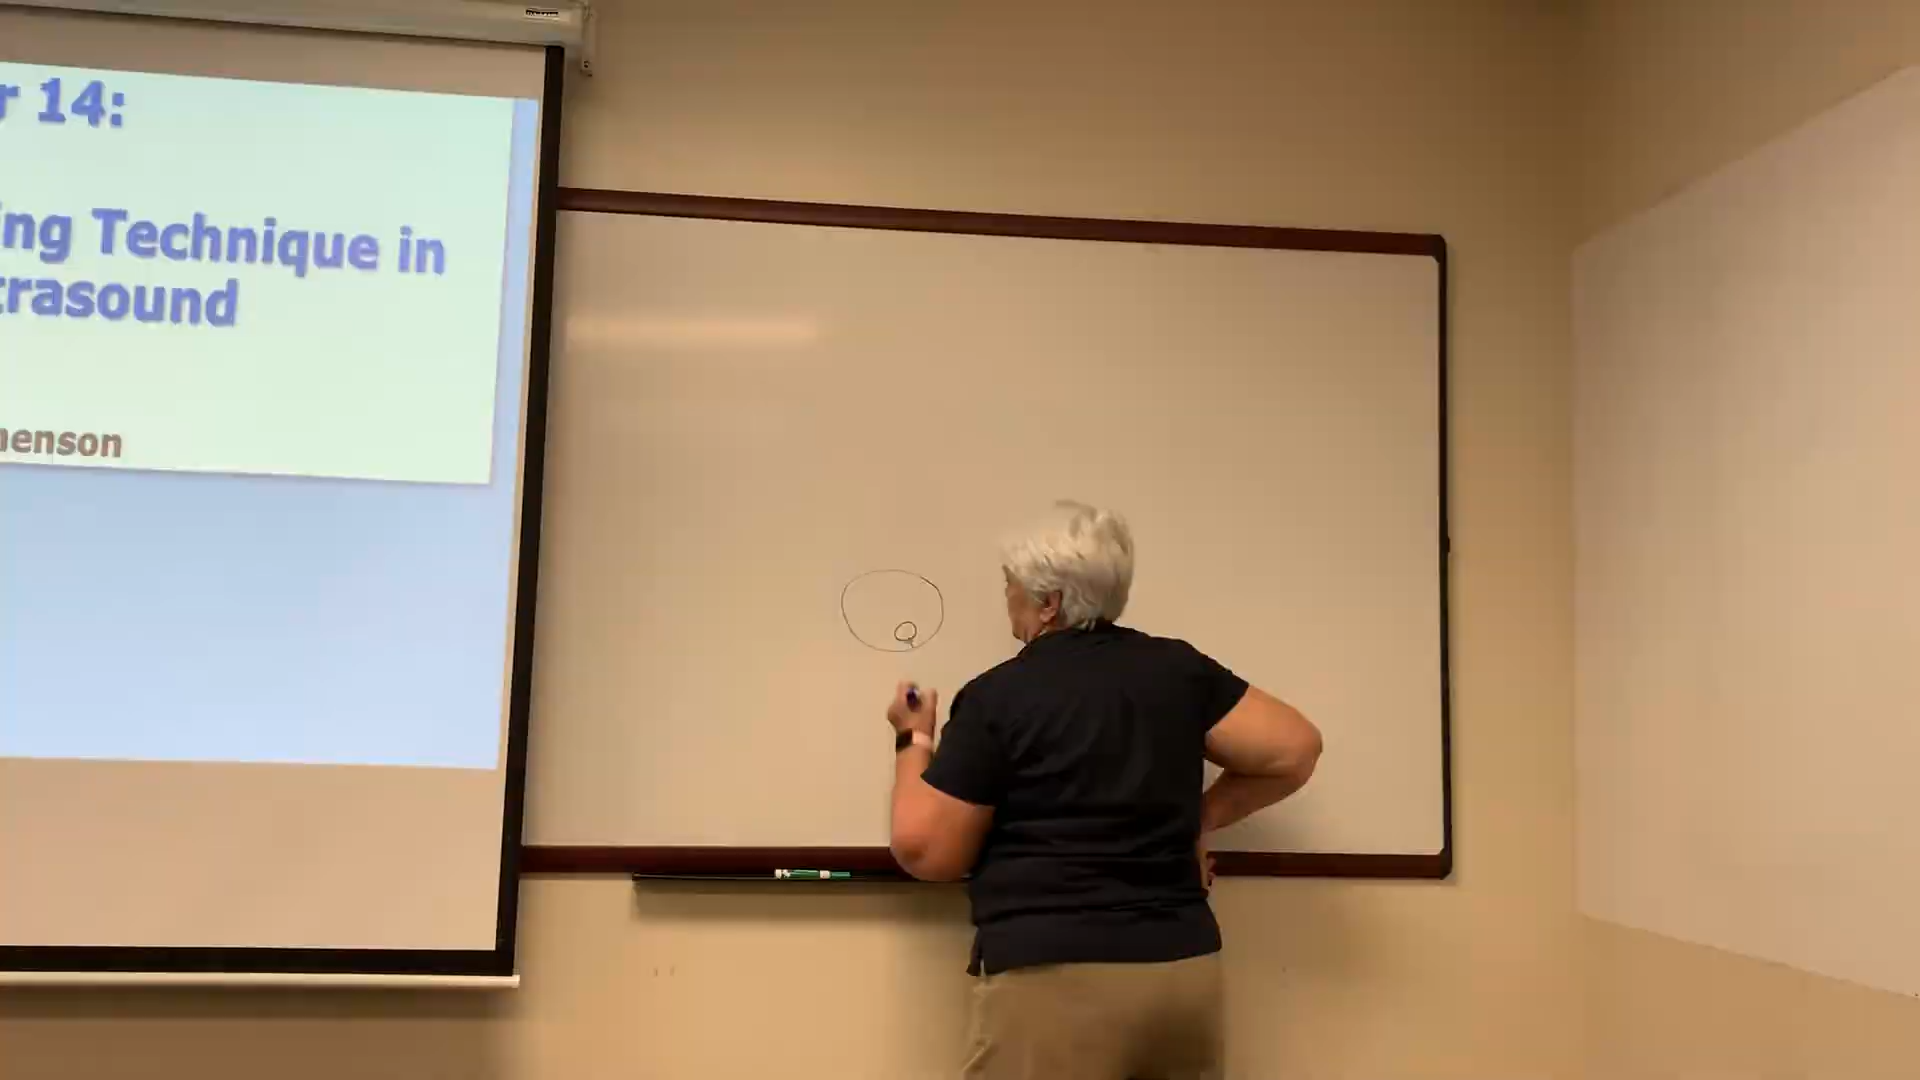 r 14:
ing Technique in
trasound
henson